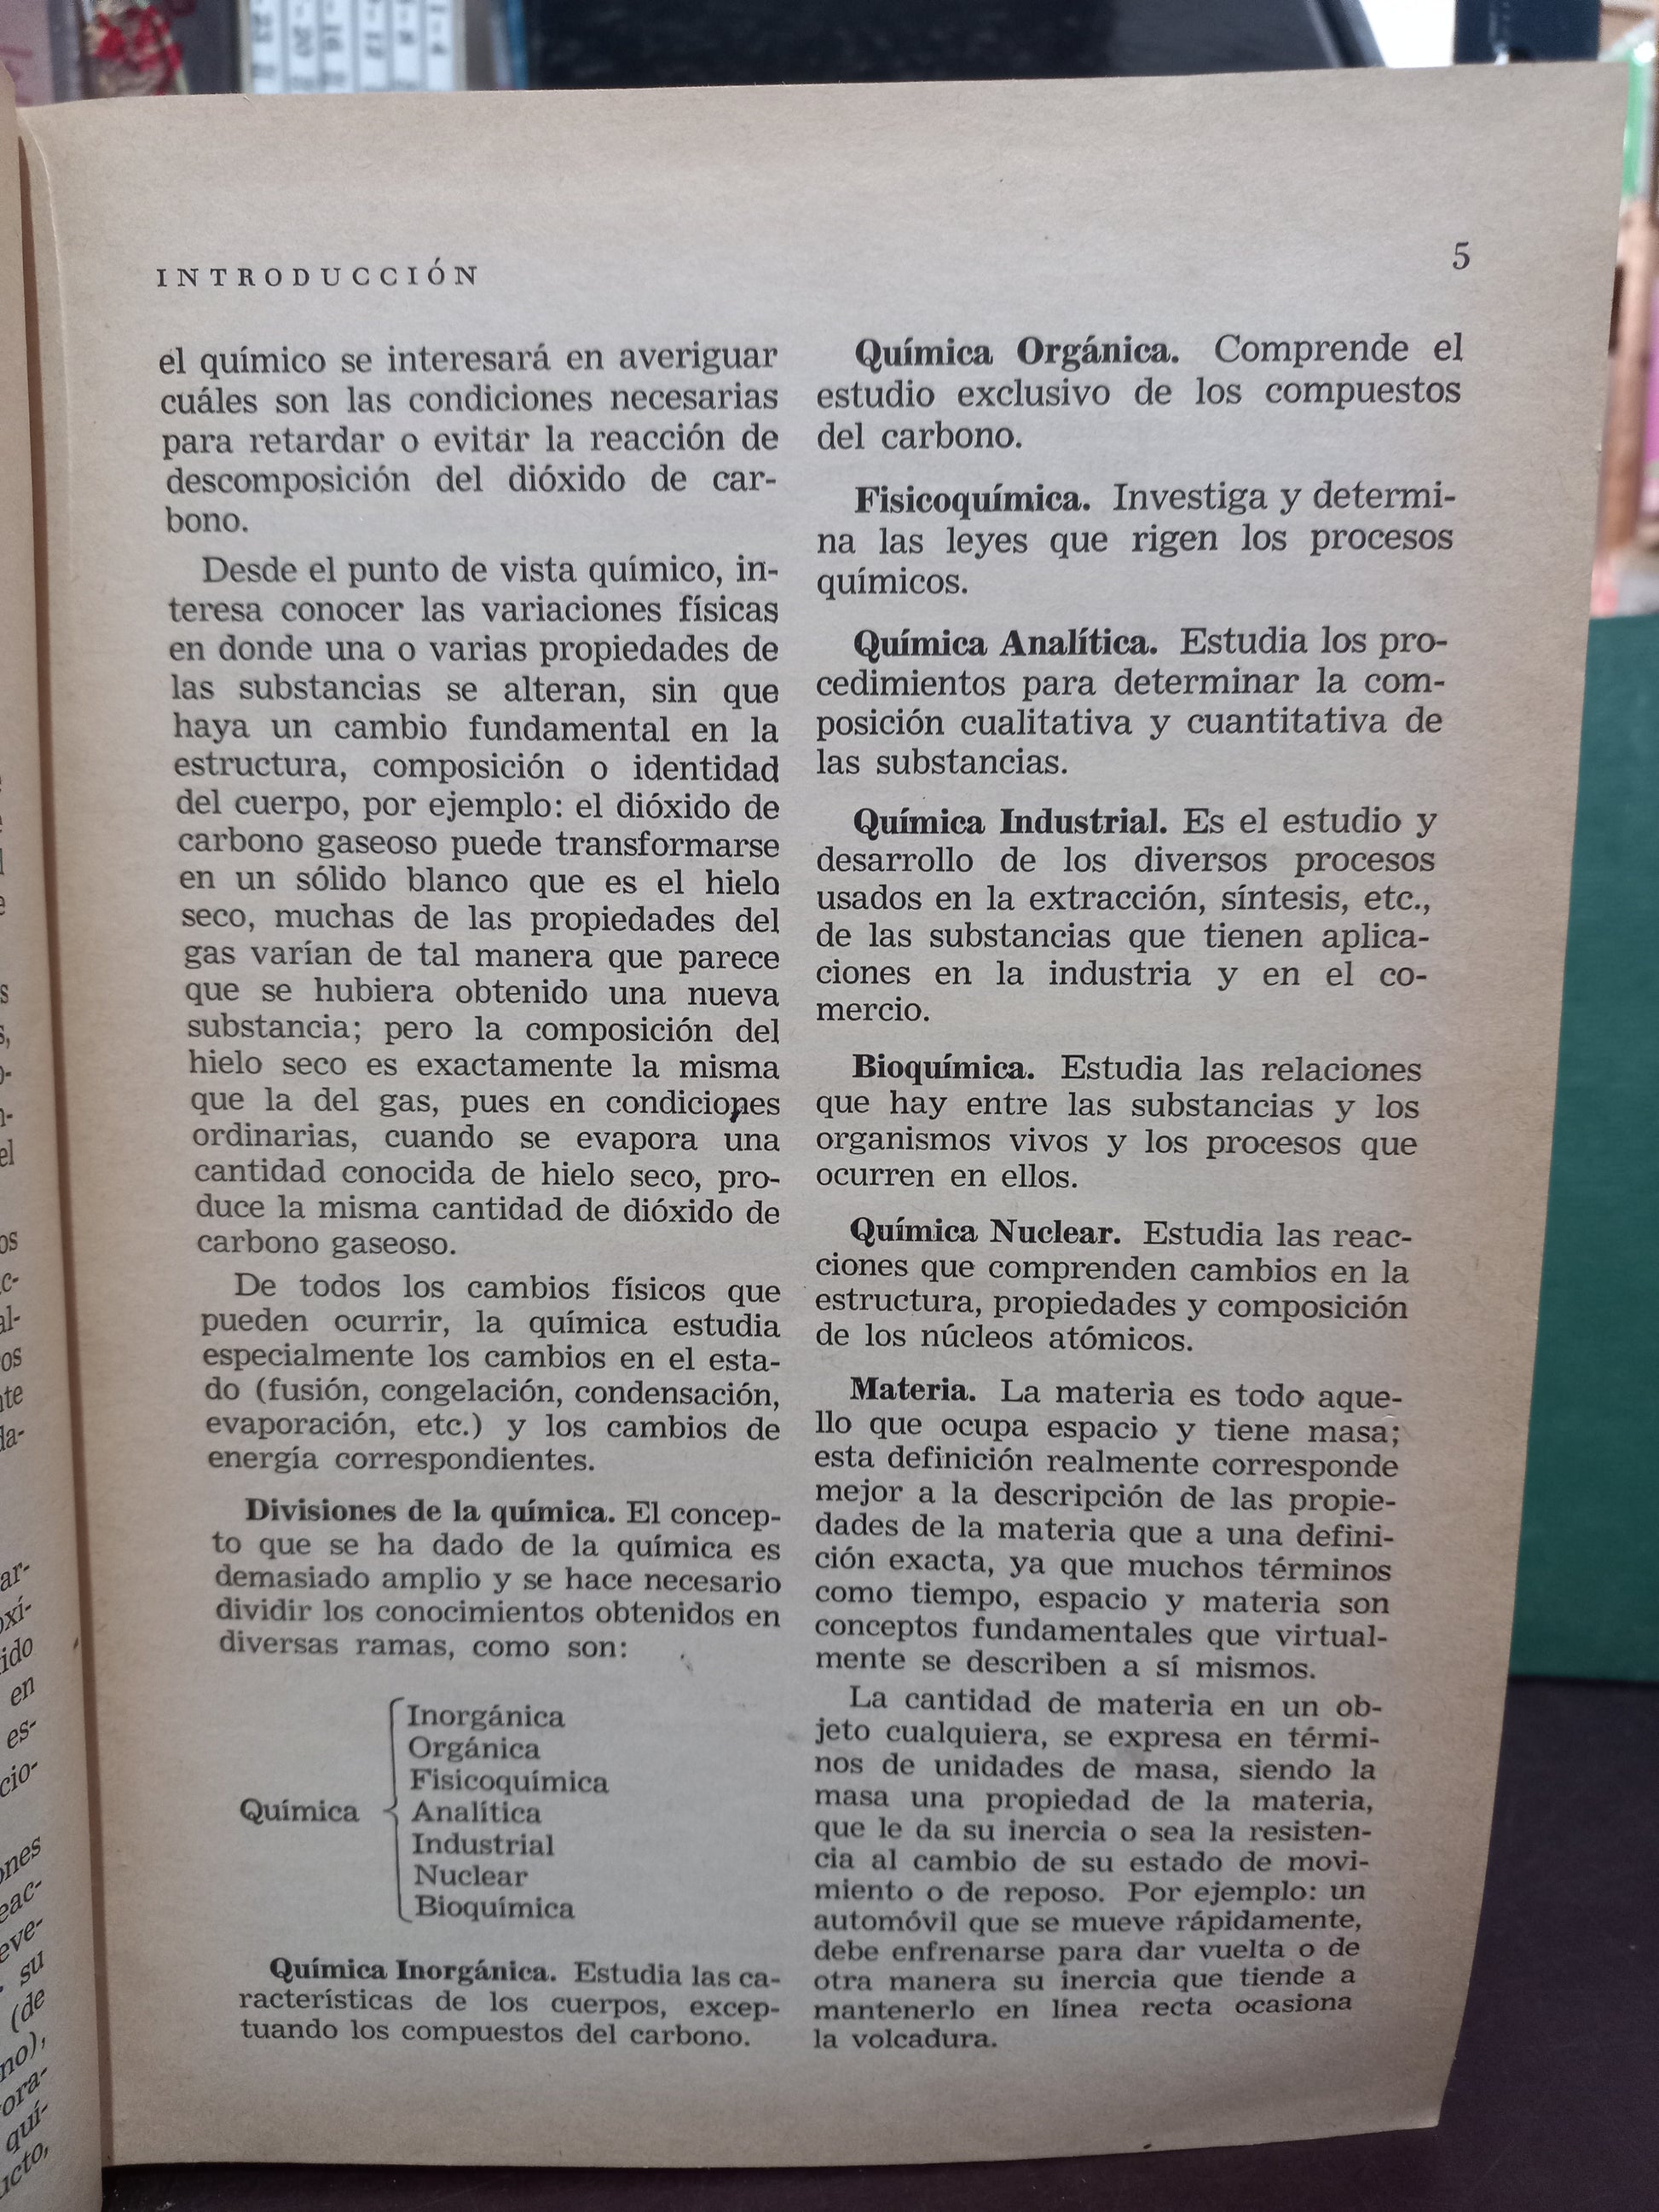 INTRODUCCIÓN
5
el químico se interesará en averiguar
cuáles son las condiciones necesarias
para retardar o evitar la reacción de
descomposición del dióxido de car-
bono.
Desde el punto de vista químico, in-
teresa conocer las variaciones físicas
en donde una o varias propiedades de
las substancias se alteran, sin que
haya un cambio fundamental en la
estructura, composición o identidad
del cuerpo, por ejemplo: el dióxido de
carbono gaseoso puede transformarse
en un sólido blanco que es el hielo
seco, muchas de las propiedades del
gas varían de tal manera que parece
que se hubiera obtenido una nueva
substancia; pero la composición del
hielo seco es exactamente la misma
que la del gas, pues en condiciones
ordinarias, cuando se evapora una
cantidad conocida de hielo seco, pro-
duce la misma cantidad de dióxido de
carbono gaseoso.
De todos los cambios físicos que
pueden ocurrir, la química estudia
especialmente los cambios en el esta-
do (fusión, congelación, condensación,
evaporación, etc.) y los cambios de
energía correspondientes.
Divisiones de la química. El concep-
to que se ha dado de la química es
demasiado amplio y se hace necesario
dividir los conocimientos obtenidos en
diversas ramas, como son:
Inorgánica
Orgánica
Fisicoquímica
Química { Analítica
Industrial
Nuclear
Bioquímica
Química Inorgánica. Estudia las ca-
racterísticas de los cuerpos, excep-
tuando los compuestos del carbono.
Química Orgánica. Comprende el
estudio exclusivo de los compuestos
del carbono.
Fisicoquímica. Investiga y determi-
na las leyes que rigen los procesos
químicos.
Química Analítica. Estudia los pro-
cedimientos para determinar la com-
posición cualitativa y cuantitativa de
las substancias.
Química Industrial. Es el estudio y
desarrollo de los diversos procesos
usados en la extracción, síntesis, etc.,
de las substancias que tienen aplica-
ciones en la industria y en el co-
mercio.
Bioquímica. Estudia las relaciones
que hay entre las substancias y los
organismos vivos y los procesos que
ocurren en ellos.
Química Nuclear. Estudia las reac-
ciones que comprenden cambios en la
estructura, propiedades y composición
de los núcleos atómicos.
Materia. La materia es todo aque-
llo que ocupa espacio y tiene masa;
esta definición realmente corresponde
mejor a la descripción de las propie-
dades de la materia que a una defini-
ción exacta, ya que muchos términos
como tiempo, espacio y materia son
conceptos fundamentales que virtual-
mente se describen a sí mismos.
La cantidad de materia en un ob-
jeto cualquiera, se expresa en térmi-
nos de unidades de masa, siendo la
masa una propiedad de la materia,
que le da su inercia o sea la resisten-
cia al cambio de su estado de movi-
miento o de reposo. Por ejemplo: un
automóvil que se mueve rápidamente,
debe enfrenarse para dar vuelta o de
otra manera su inercia que tiende a
mantenerlo en línea recta ocasiona
la volcadura.